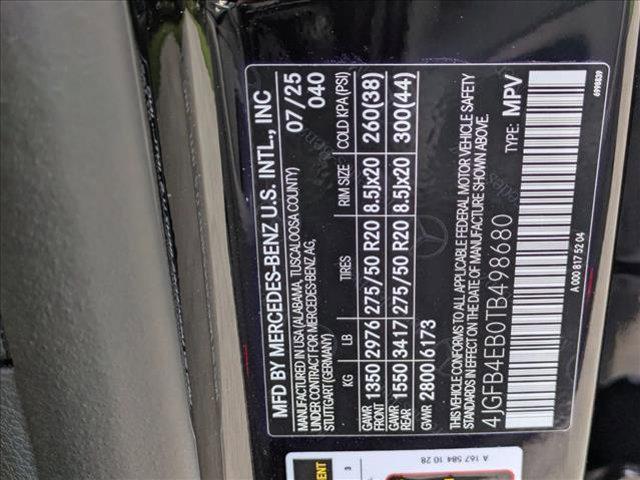 MFD BY MERCEDES-BENZ U.S. INTL., INC
07/25
MANUFACTURED IN USA (ALABAMA, TUSCALOOSA COUNTY)
040
UNDER CONTRACT FOR MERCEDES-BENZ AG,
STUTTGART (GERMANY)
KG LB TIRES RIM SIZE COLD KPA (PSI)
GAWR FRONT 1350 2976 275/50 R20 8.5Jx20 260(38)
GAWR REAR 1550 3417 275/50 R20 8.5Jx20 300(44)
GVWR 2800 6173
THIS VEHICLE CONFORMS TO ALL APPLICABLE FEDERAL MOTOR VEHICLE SAFETY
STANDARDS IN EFFECT ON THE DATE OF MANUFACTURE SHOWN ABOVE.
4JGFB4EB0TB498680
TYPE: MPV
A 000 817 52 04
6998839
A 167 584 10 28